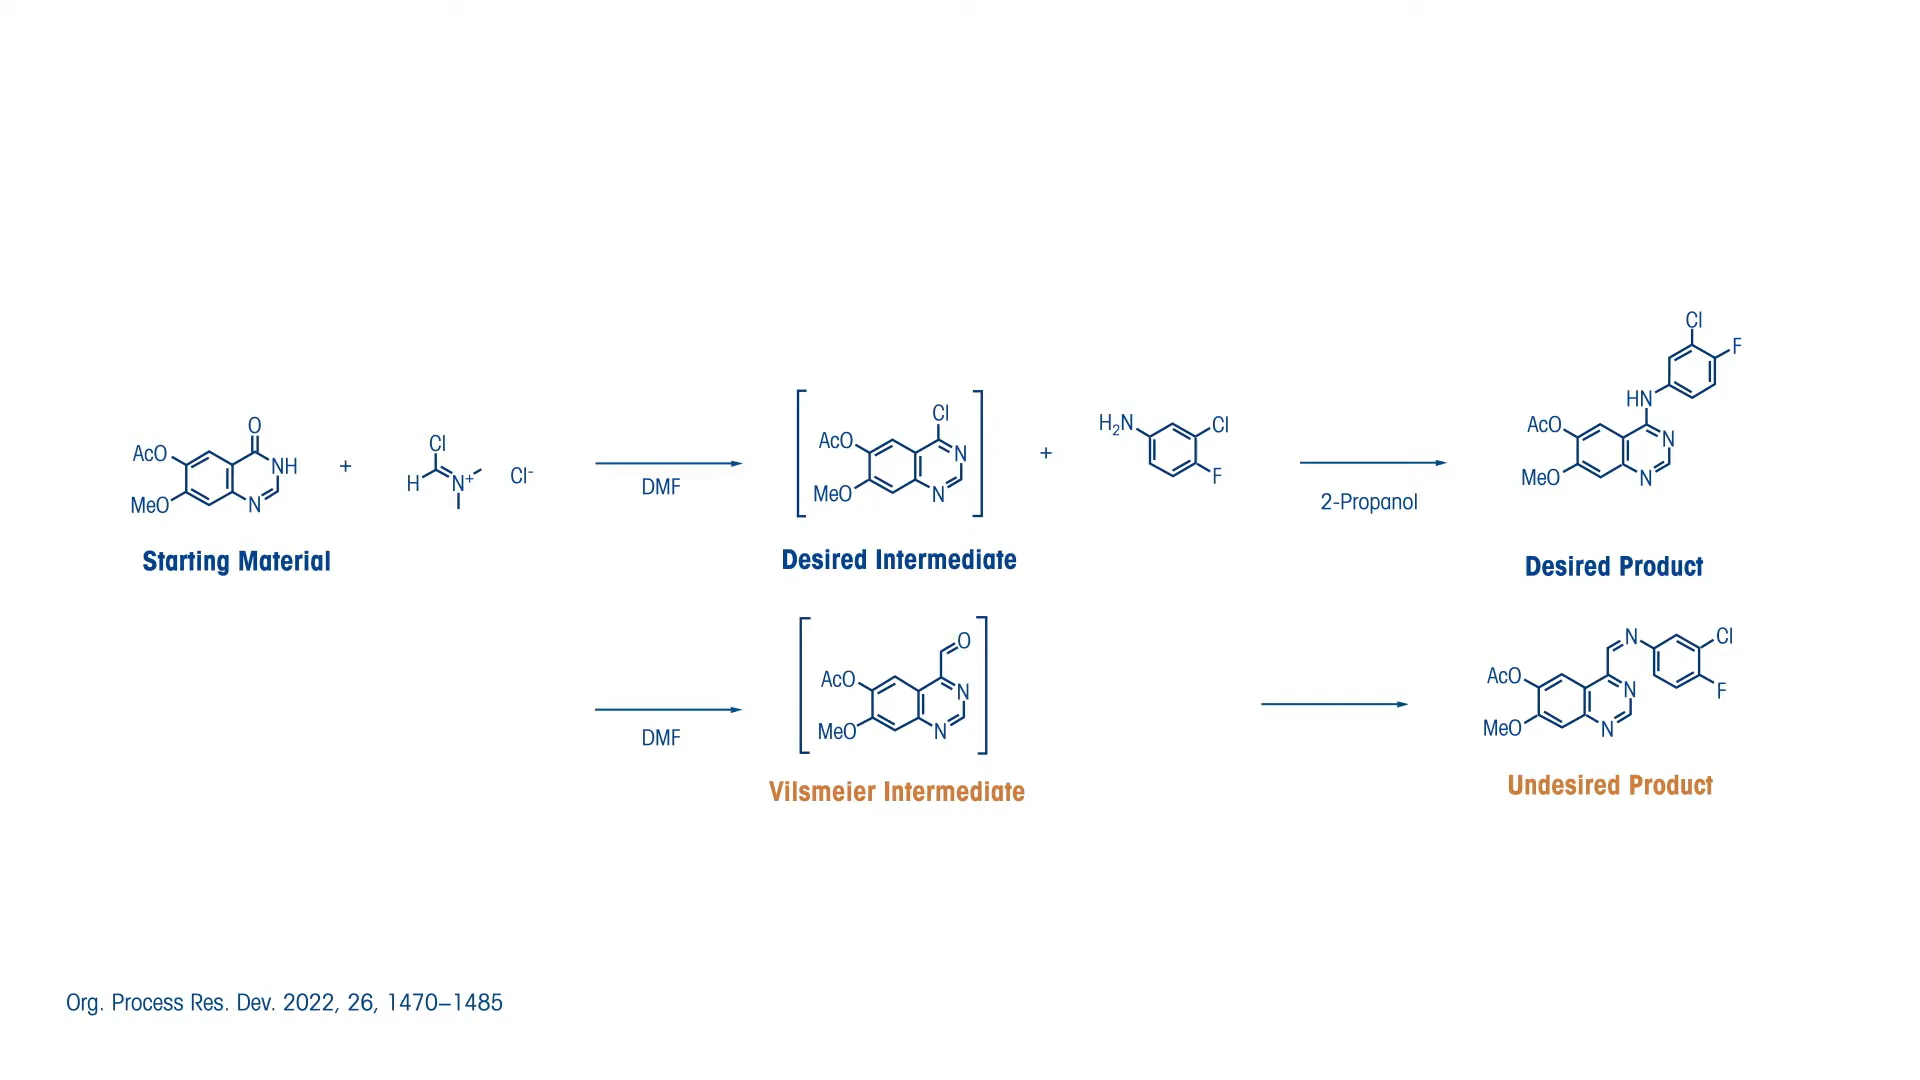 AcO
MeO
O
NH
N
+
Cl
H
N+
Cl-
DMF
AcO
MeO
Cl
N
N
+
H2N
Cl
F
2-Propanol
Cl
F
HN
AcO
MeO
N
N
Starting Material
Desired Intermediate
Desired Product
DMF
O
AcO
MeO
N
N
N
Cl
F
AcO
MeO
N
N
Vilsmeier Intermediate
Undesired Product
Org. Process Res. Dev. 2022, 26, 1470–1485